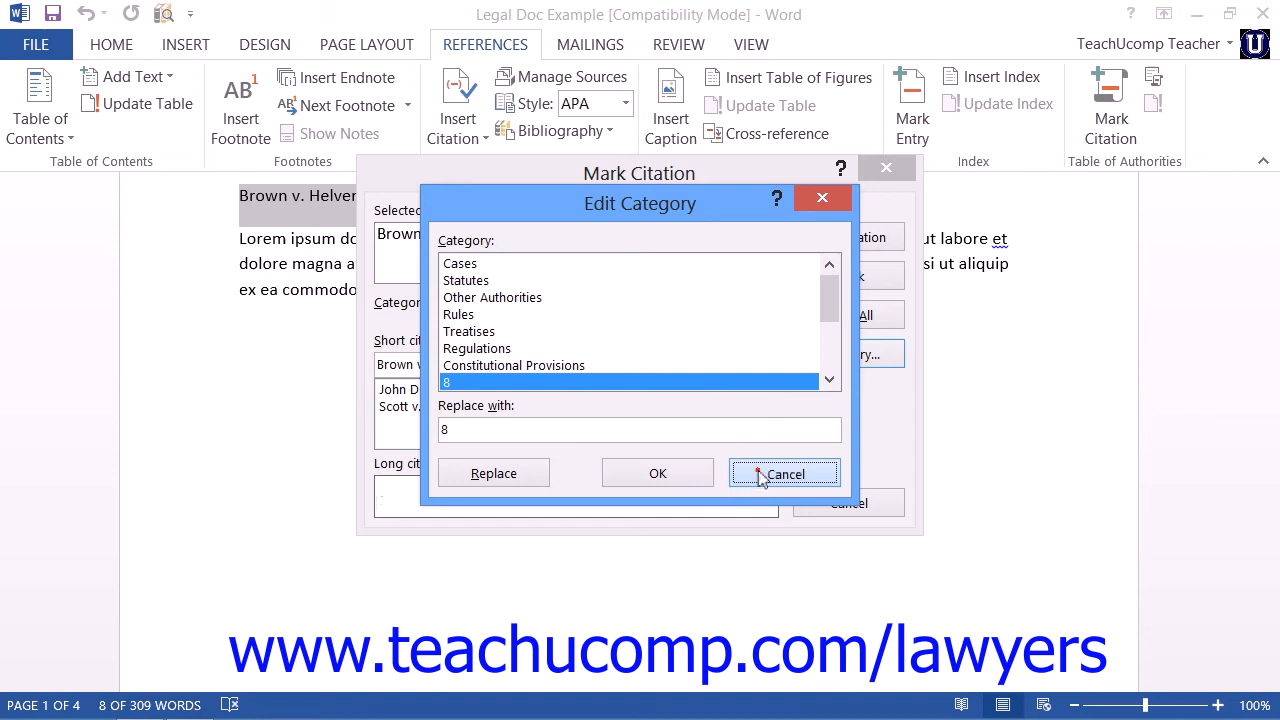 Legal Doc Example [Compatibility Mode] - Word
FILE HOME INSERT DESIGN PAGE LAYOUT REFERENCES MAILINGS REVIEW VIEW TeachUcomp Teacher
Table of Contents
Add Text
Update Table
Table of Contents
AB1
Insert Footnote
Insert Endnote
Next Footnote
Show Notes
Footnotes
Insert Citation
Manage Sources
Style: APA
Bibliography
Insert Caption
Insert Table of Figures
Update Table
Cross-reference
Mark Entry
Insert Index
Update Index
Index
Mark Citation
Table of Authorities
Brown v. Helver
Lorem ipsum do
ut labore et
dolore magna a
si ut aliquip
ex ea commodo
Mark Citation
Selected
Brown
Categor
Short cit
Brown v
John D
Scott v.
Long cit
ation
k
All
ry...
Cancel
Edit Category
Category:
Cases
Statutes
Other Authorities
Rules
Treatises
Regulations
Constitutional Provisions
8
Replace with:
8
Replace OK Cancel
www.teachucomp.com/lawyers
PAGE 1 OF 4 8 OF 309 WORDS 100%